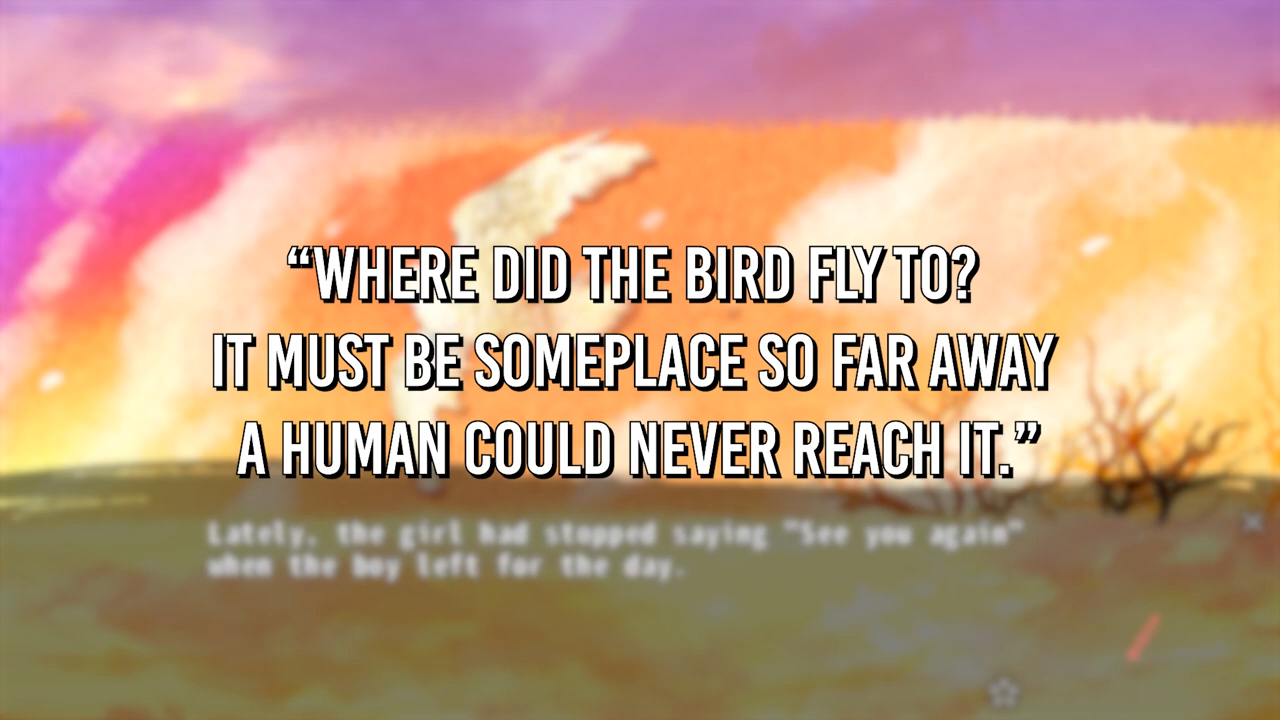 “WHERE DID THE BIRD FLY TO?
IT MUST BE SOMEPLACE SO FAR AWAY
A HUMAN COULD NEVER REACH IT.”
Lately, the girl had stopped saying "See you again"
when the boy left for the day.